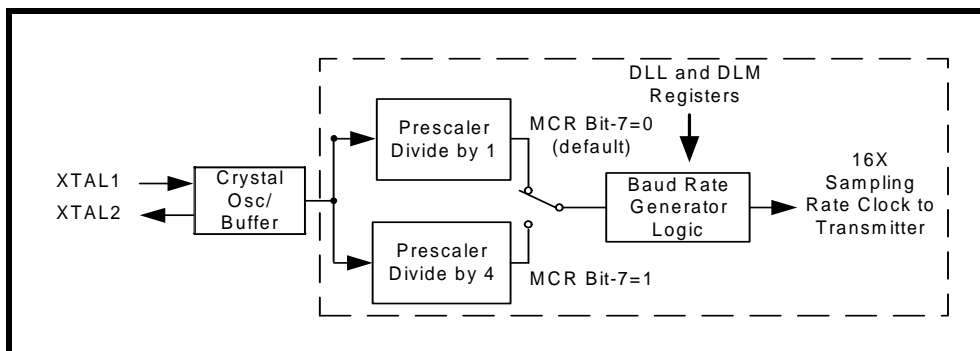 XTAL1
XTAL2
Crystal
Osc/
Buffer
Prescaler
Divide by 1
Prescaler
Divide by 4
MCR Bit-7=0
(default)
MCR Bit-7=1
DLL and DLM
Registers
Baud Rate
Generator
Logic
16X
Sampling
Rate Clock to
Transmitter